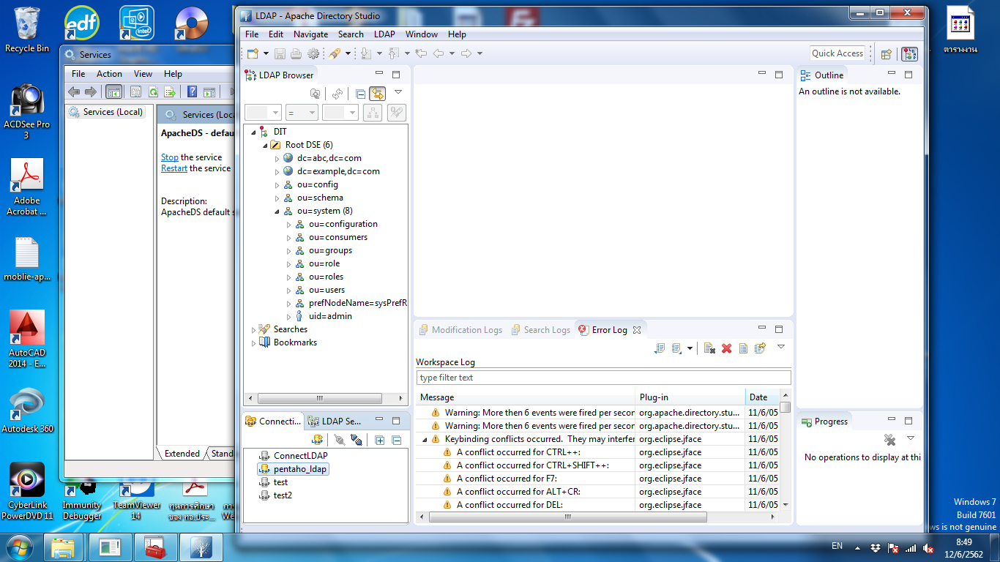 Recycle Bin
ACDSee Pro 3
Adobe Acrobat ...
moblie-ap...
AutoCAD 2014 - E...
Autodesk 360
CyberLink PowerDVD 11
edf
intel
Immunity Debugger
TeamViewer 14
ทุนการศึกษา
ของ ทอ.ประ...
We
ตารางงาน
Services
File Action View Help
Services (Local)
Services (Loca
ApacheDS - defau
Stop the service
Restart the service
Description:
ApacheDS default s
Extended Stand
LDAP - Apache Directory Studio
File Edit Navigate Search LDAP Window Help
Quick Access
LDAP Browser
=
DIT
Root DSE (6)
dc=abc,dc=com
dc=example,dc=com
ou=config
ou=schema
ou=system (8)
ou=configuration
ou=consumers
ou=groups
ou=role
ou=roles
ou=users
prefNodeName=sysPrefR
uid=admin
Searches
Bookmarks
Connecti... LDAP Se...
ConnectLDAP
pentaho_ldap
test
test2
Modification Logs Search Logs Error Log
Workspace Log
type filter text
Message Plug-in Date
Warning: More then 6 events were fired per secon org.apache.directory.stu... 11/6/05
Warning: More then 6 events were fired per secon org.apache.directory.stu... 11/6/05
Keybinding conflicts occurred. They may interfer org.eclipse.jface 11/6/05
A conflict occurred for CTRL++: org.eclipse.jface 11/6/05
A conflict occurred for CTRL+SHIFT++: org.eclipse.jface 11/6/05
A conflict occurred for F7: org.eclipse.jface 11/6/05
A conflict occurred for ALT+CR: org.eclipse.jface 11/6/05
A conflict occurred for DEL: org.eclipse.jface 11/6/05
Outline
An outline is not available.
Progress
No operations to display at thi
Windows 7
Build 7601
ws is not genuine
EN
8:49
12/6/2562